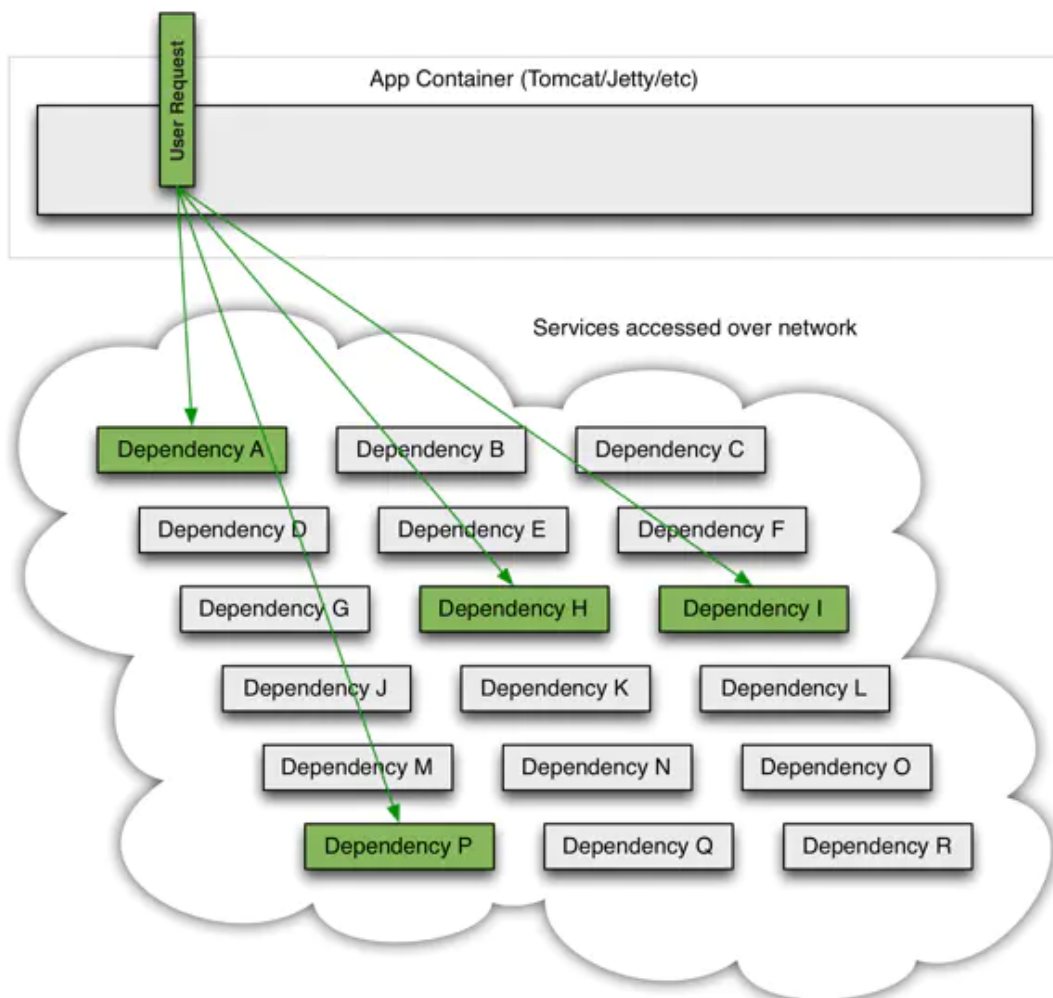 User Request
App Container (Tomcat/Jetty/etc)
Services accessed over network
Dependency A
Dependency B
Dependency C
Dependency D
Dependency E
Dependency F
Dependency G
Dependency H
Dependency I
Dependency J
Dependency K
Dependency L
Dependency M
Dependency N
Dependency O
Dependency P
Dependency Q
Dependency R